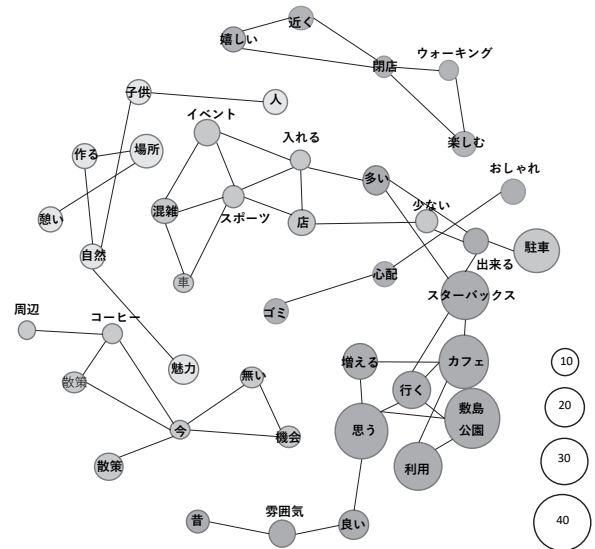 近く
嬉しい
閉店
ウォーキング
楽しむ
子供
人
イベント
入れる
作る
場所
多い
おしゃれ
混雑
スポーツ
店
少ない
憩い
自然
出来る
駐車
車
心配
スターバックス
ゴミ
周辺
コーヒー
魅力
無い
増える
カフェ
10
散策
行く
敷島
公園
20
今
機会
思う
散策
利用
30
昔
雰囲気
良い
40